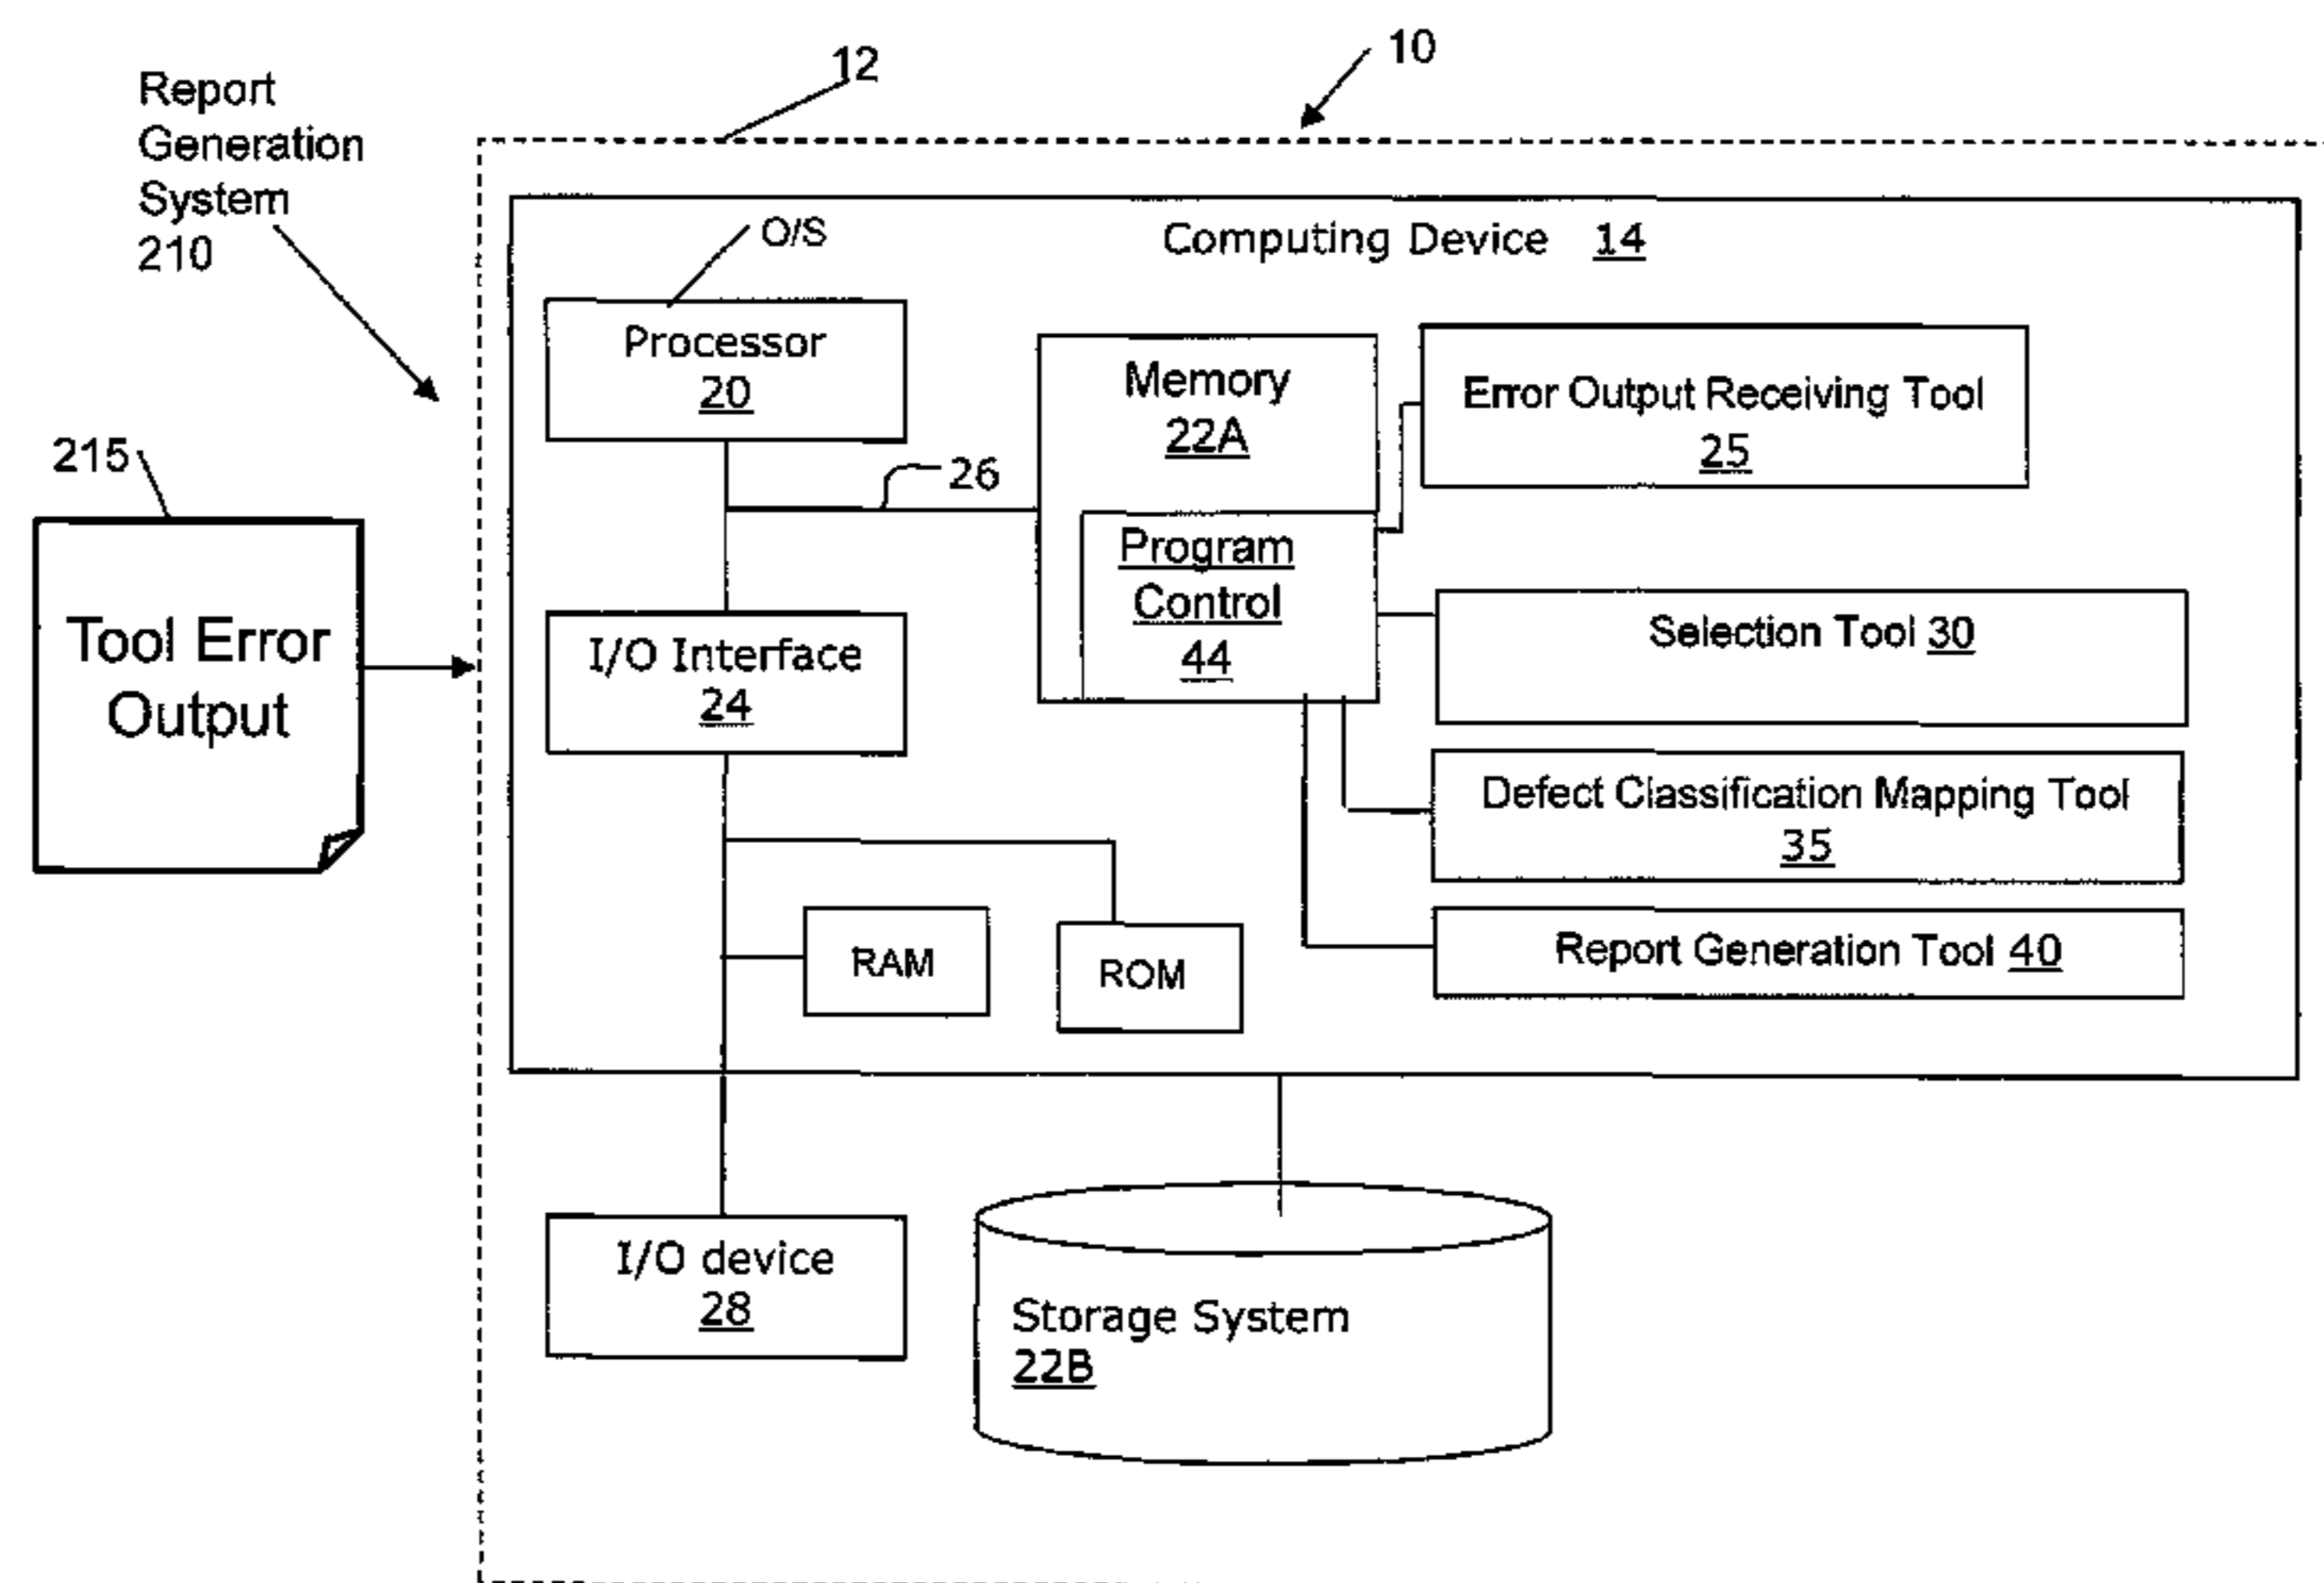 Report
Generation
System
210
12
10
Computing Device 14
O/S
Processor
20
Memory
22A
Error Output Receiving Tool
25
26
215
Program
Control
44
Tool Error
Output
I/O Interface
24
Selection Tool 30
Defect Classification Mapping Tool
35
RAM
ROM
Report Generation Tool 40
I/O device
28
Storage System
22B